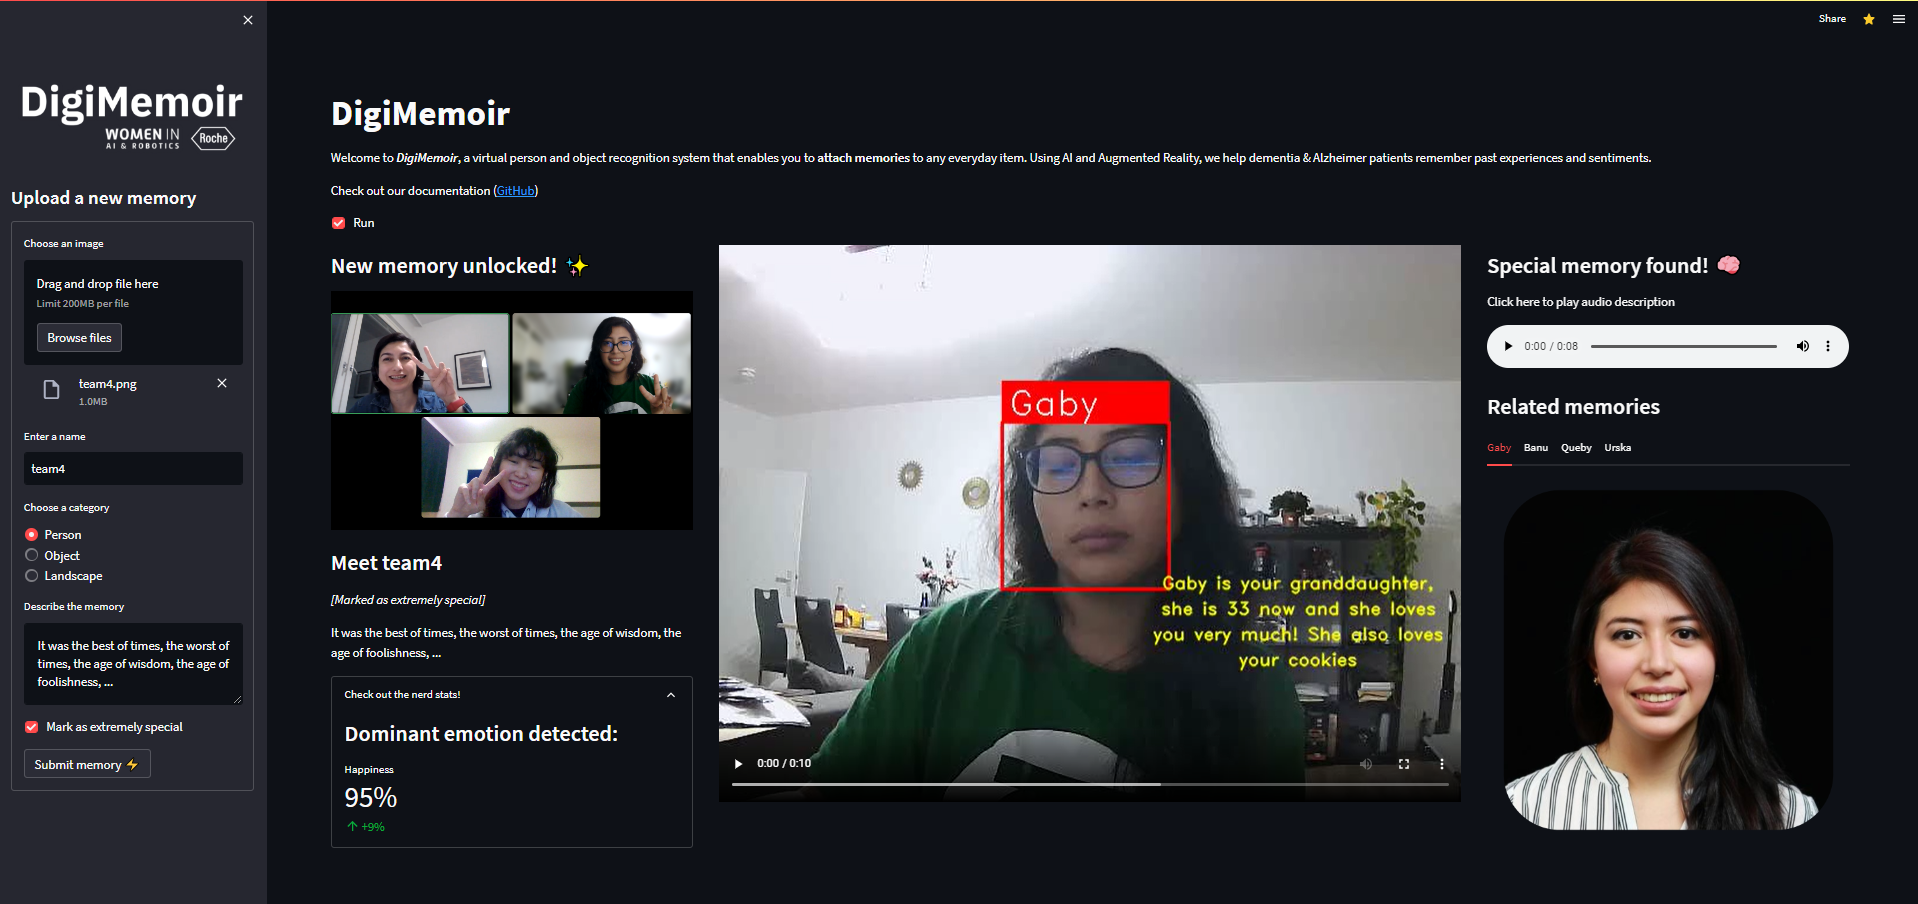 DigiMemoir
WOMEN IN
AI & ROBOTICS
Roche
Upload a new memory
Choose an image
Drag and drop file here
Limit 200MB per file
Browse files
team4.png
1.0MB
Enter a name
team4
Choose a category
Person
Object
Landscape
Describe the memory
It was the best of times, the worst of
times, the age of wisdom, the age of
foolishness, ...
Mark as extremely special
Submit memory ⚡
Share
DigiMemoir
Welcome to DigiMemoir, a virtual person and object recognition system that enables you to attach memories to any everyday item. Using AI and Augmented Reality, we help dementia & Alzheimer patients remember past experiences and sentiments.
Check out our documentation (GitHub)
Run
New memory unlocked! ✨
Meet team4
[Marked as extremely special]
It was the best of times, the worst of times, the age of wisdom, the
age of foolishness, ...
Check out the nerd stats!
Dominant emotion detected:
Happiness
95%
+9%
Gaby
Gaby is your granddaughter,
she is 33 now and she loves
you very much! She also loves
your cookies
0:00 / 0:10
Special memory found! 🧠
Click here to play audio description
0:00 / 0:08
Related memories
Gaby Banu Queby Urska